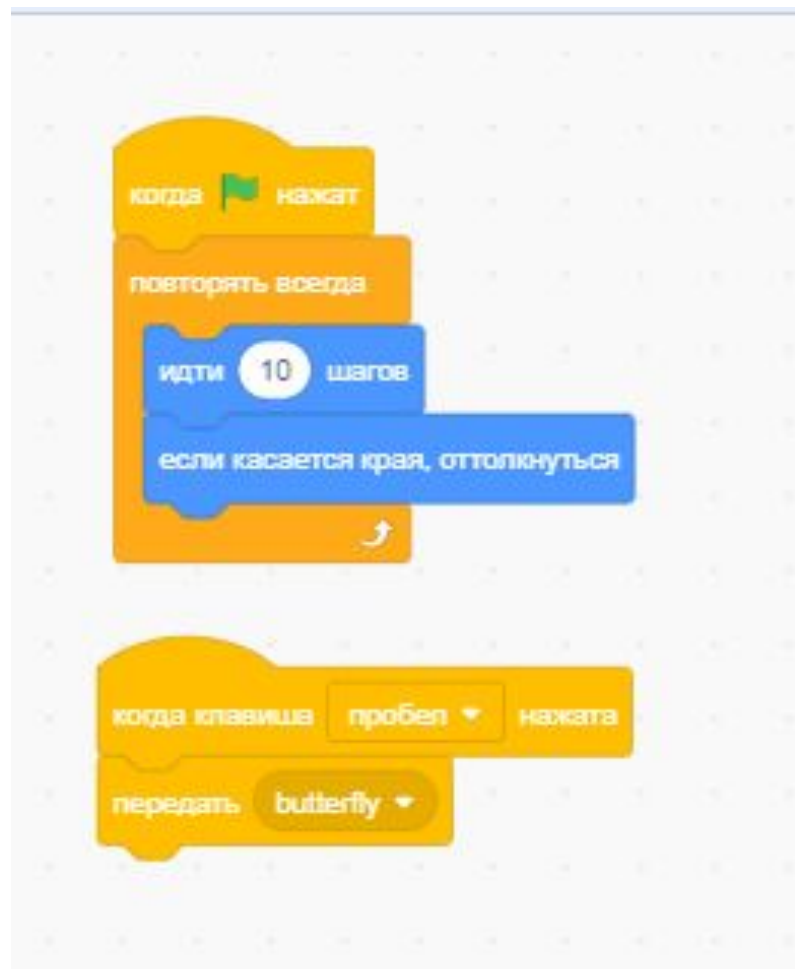 когда нажат
повторять всегда
идти 10 шагов
если касается края, оттолкнуться
когда клавиша пробел нажата
передать butterfly